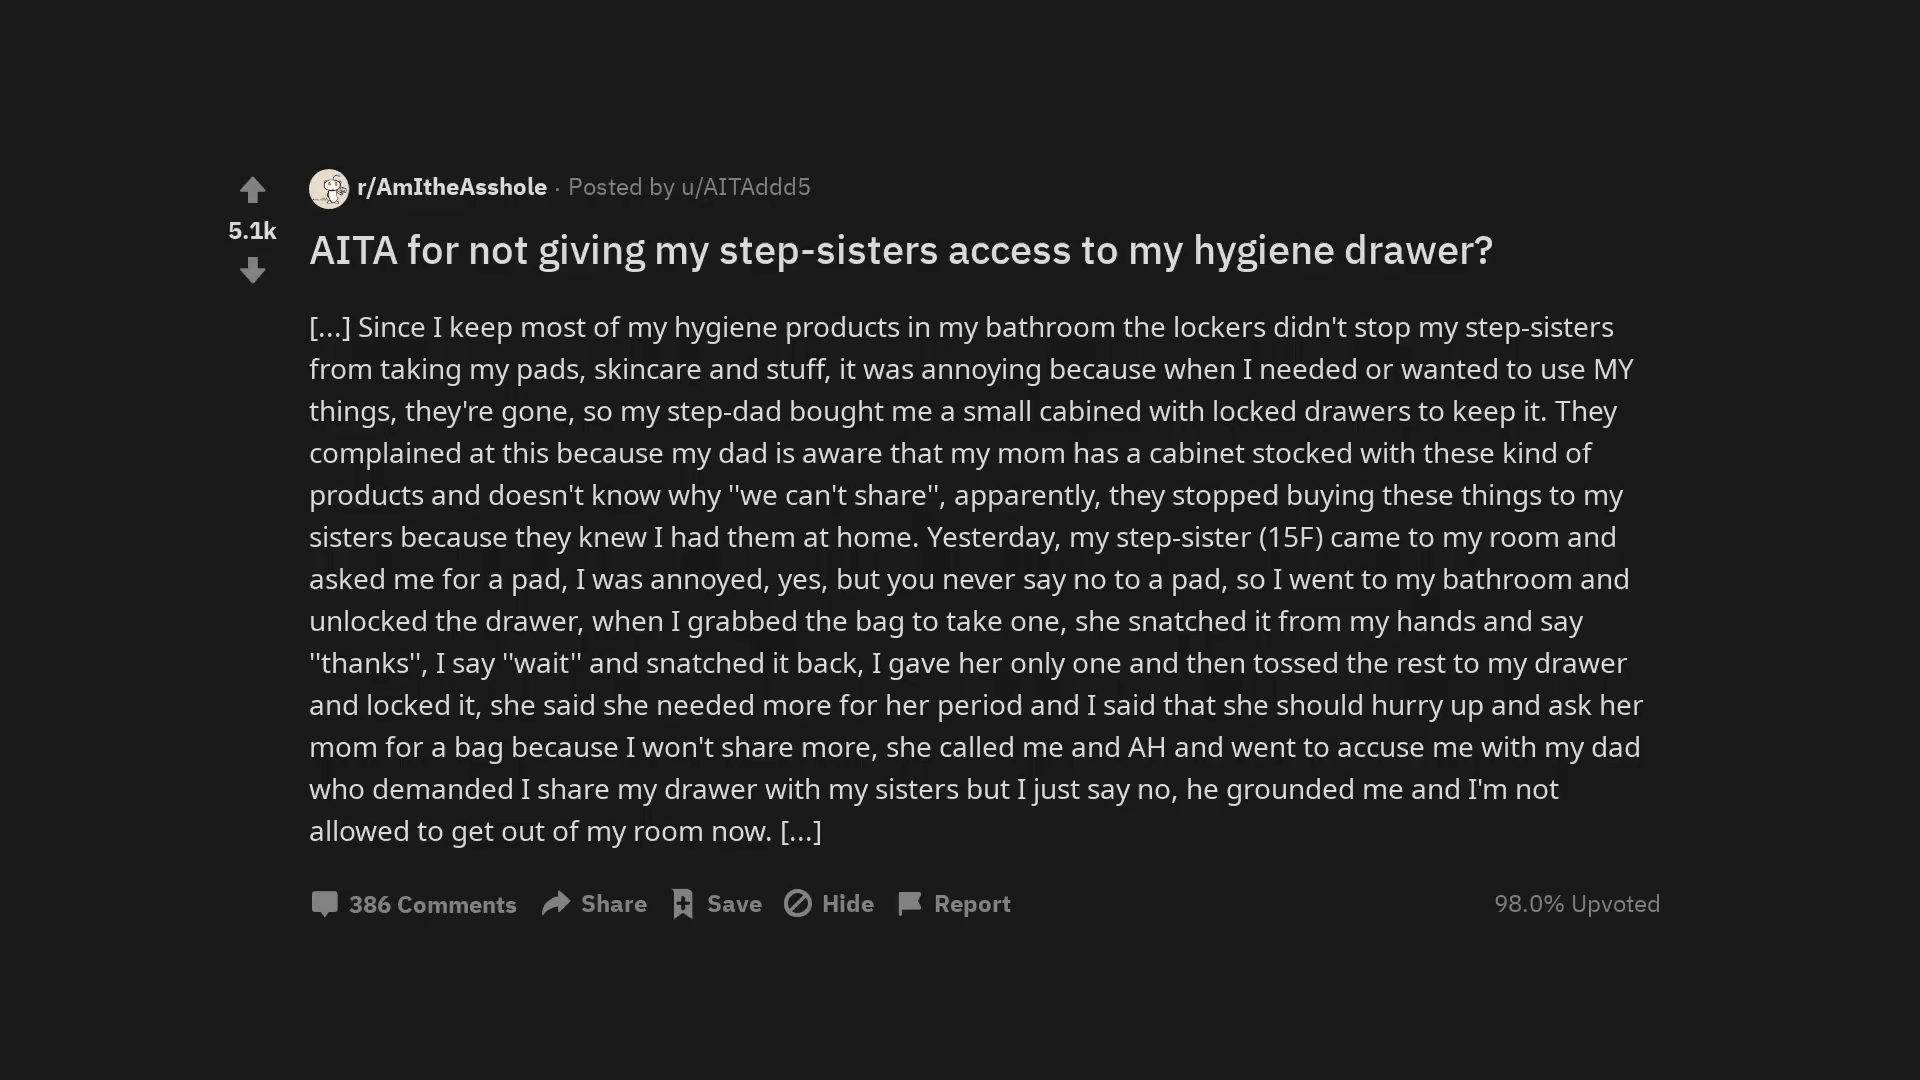 r/AmItheAsshole · Posted by u/AITAddd5
5.1k
AITA for not giving my step-sisters access to my hygiene drawer?
[...] Since I keep most of my hygiene products in my bathroom the lockers didn't stop my step-sisters
from taking my pads, skincare and stuff, it was annoying because when I needed or wanted to use MY
things, they're gone, so my step-dad bought me a small cabined with locked drawers to keep it. They
complained at this because my dad is aware that my mom has a cabinet stocked with these kind of
products and doesn't know why ''we can't share'', apparently, they stopped buying these things to my
sisters because they knew I had them at home. Yesterday, my step-sister (15F) came to my room and
asked me for a pad, I was annoyed, yes, but you never say no to a pad, so I went to my bathroom and
unlocked the drawer, when I grabbed the bag to take one, she snatched it from my hands and say
''thanks'', I say ''wait'' and snatched it back, I gave her only one and then tossed the rest to my drawer
and locked it, she said she needed more for her period and I said that she should hurry up and ask her
mom for a bag because I won't share more, she called me and AH and went to accuse me with my dad
who demanded I share my drawer with my sisters but I just say no, he grounded me and I'm not
allowed to get out of my room now. [...]
386 Comments Share Save Hide Report 98.0% Upvoted